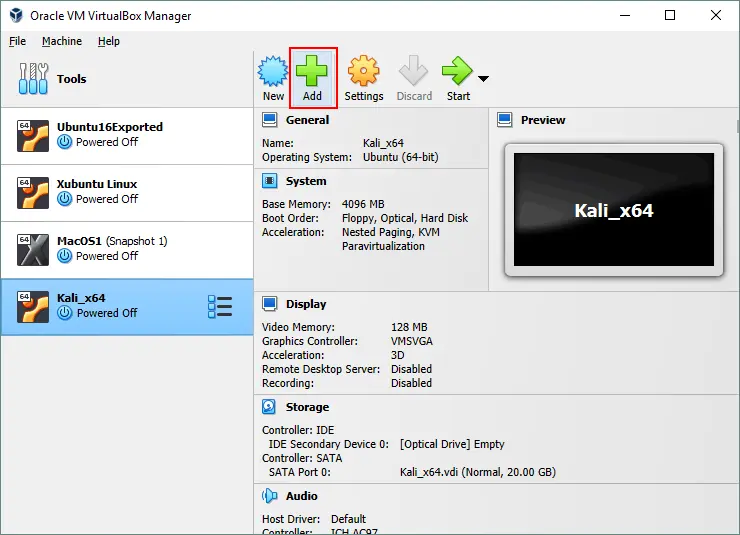 Oracle VM VirtualBox Manager
File Machine Help
Tools
New Add Settings Discard Start
64 Ubuntu16Exported
Powered Off
64 Xubuntu Linux
Powered Off
64 MacOS1 (Snapshot 1)
Powered Off
64 Kali_x64
Powered Off
General
Name: Kali_x64
Operating System: Ubuntu (64-bit)
System
Base Memory: 4096 MB
Boot Order: Floppy, Optical, Hard Disk
Acceleration: Nested Paging, KVM
Paravirtualization
Preview
Kali_x64
Display
Video Memory: 128 MB
Graphics Controller: VMSVGA
Acceleration: 3D
Remote Desktop Server: Disabled
Recording: Disabled
Storage
Controller: IDE
IDE Secondary Device 0: [Optical Drive] Empty
Controller: SATA
SATA Port 0: Kali_x64.vdi (Normal, 20.00 GB)
Audio
Host Driver: Default
Controller: ICH AC97